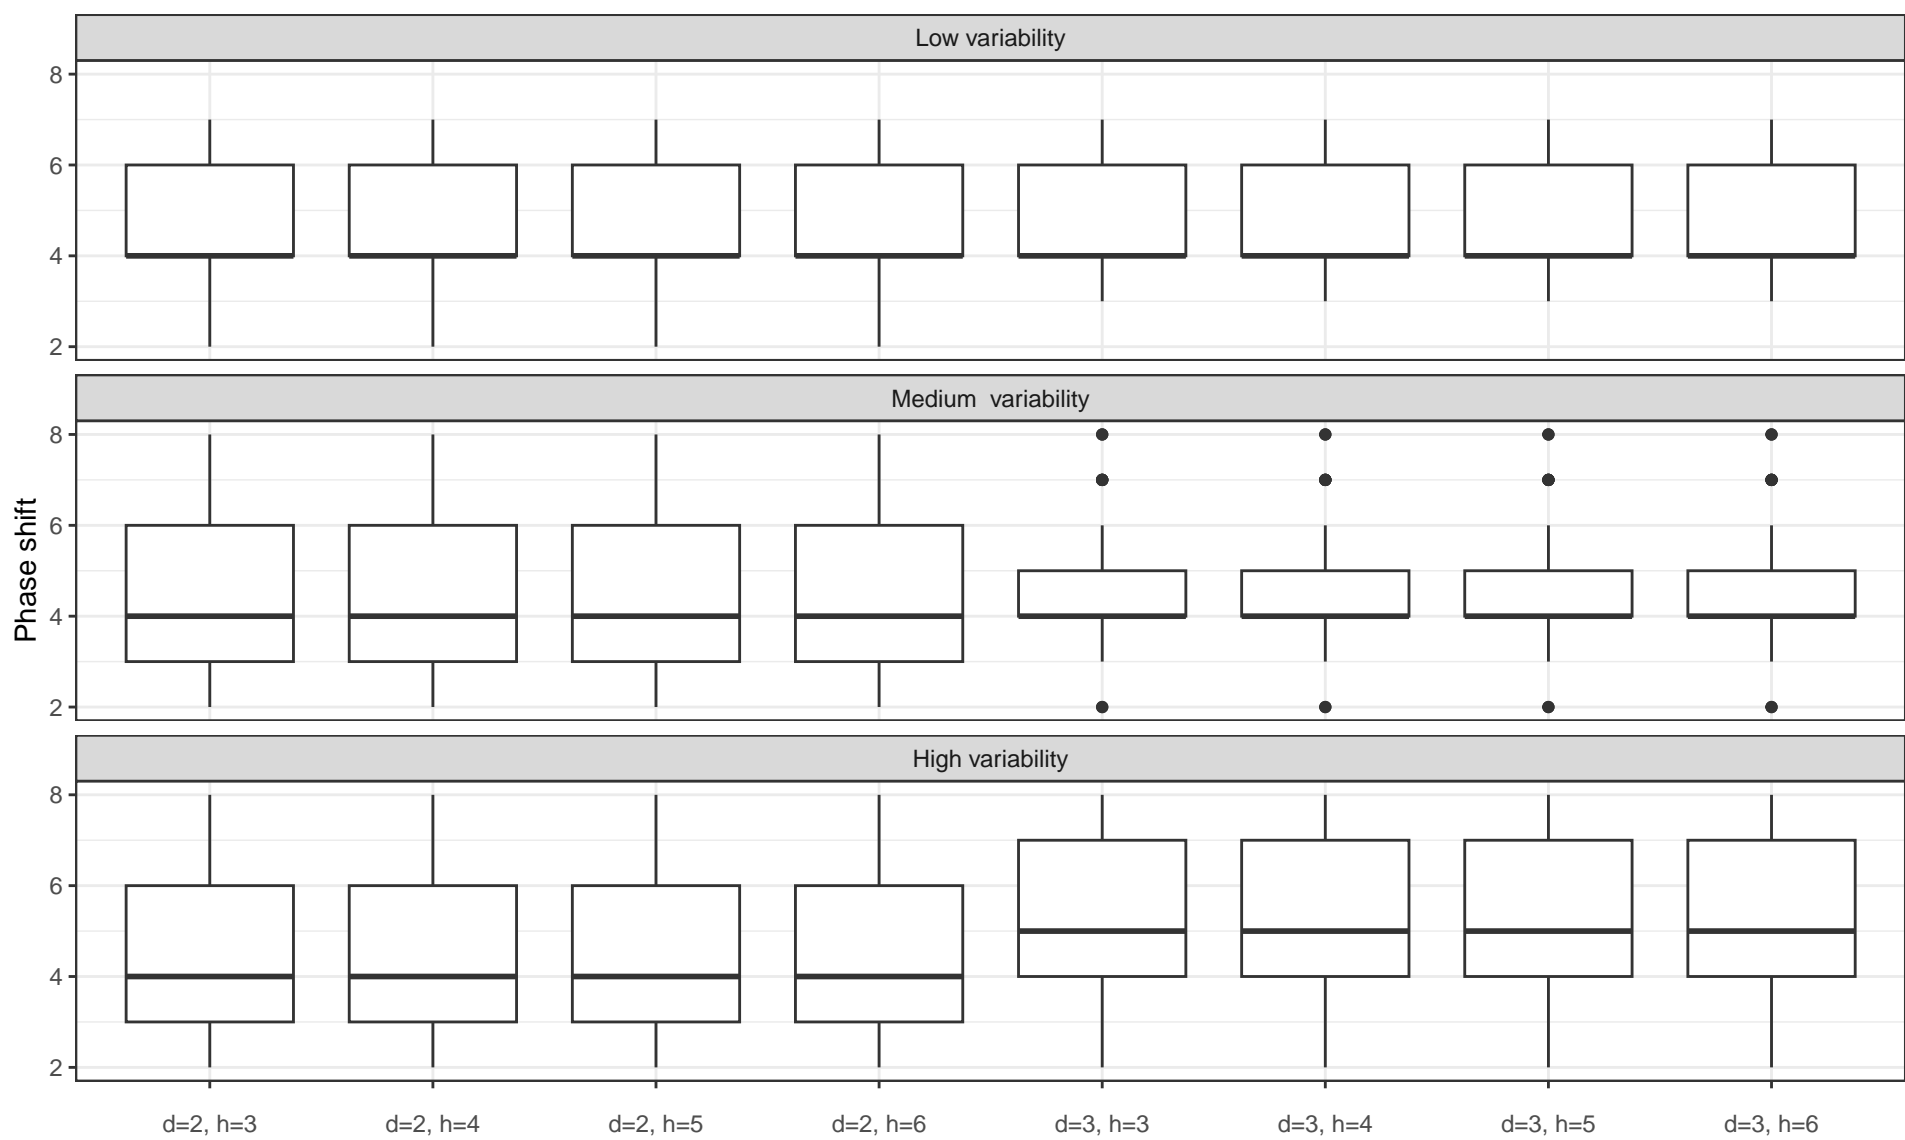 Low variability
8
6
4
2
Medium  variability
8
6
4
2
Phase shift
High variability
8
6
4
2
d=2, h=3 d=2, h=4 d=2, h=5 d=2, h=6 d=3, h=3 d=3, h=4 d=3, h=5 d=3, h=6